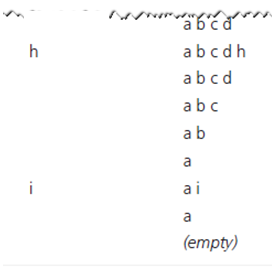 a b c d
h a b c d h
a b c d
a b c
a b
a
i a i
a
(empty)